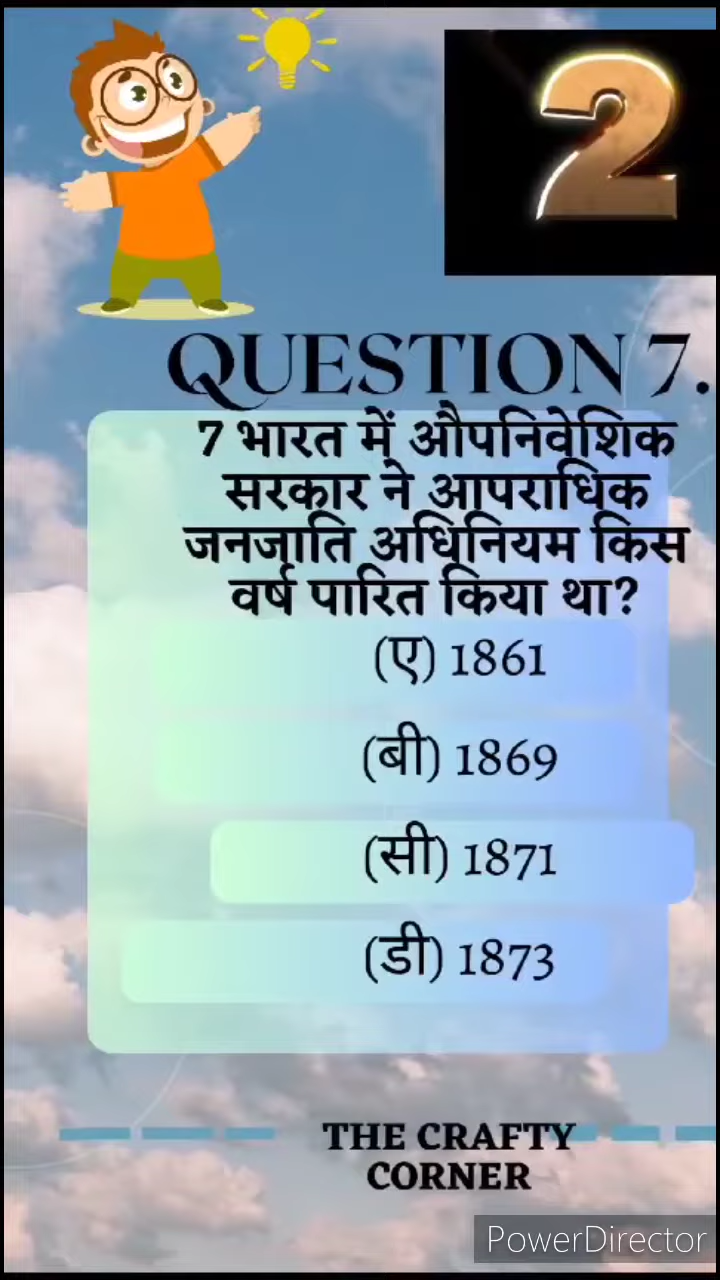 2
QUESTION 7.
7 भारत में औपनिवेशिक
सरकार ने आपराधिक
जनजाति अधिनियम किस
वर्ष पारित किया था?
(ए) 1861
(बी) 1869
(सी) 1871
(डी) 1873
THE CRAFTY
CORNER
PowerDirector